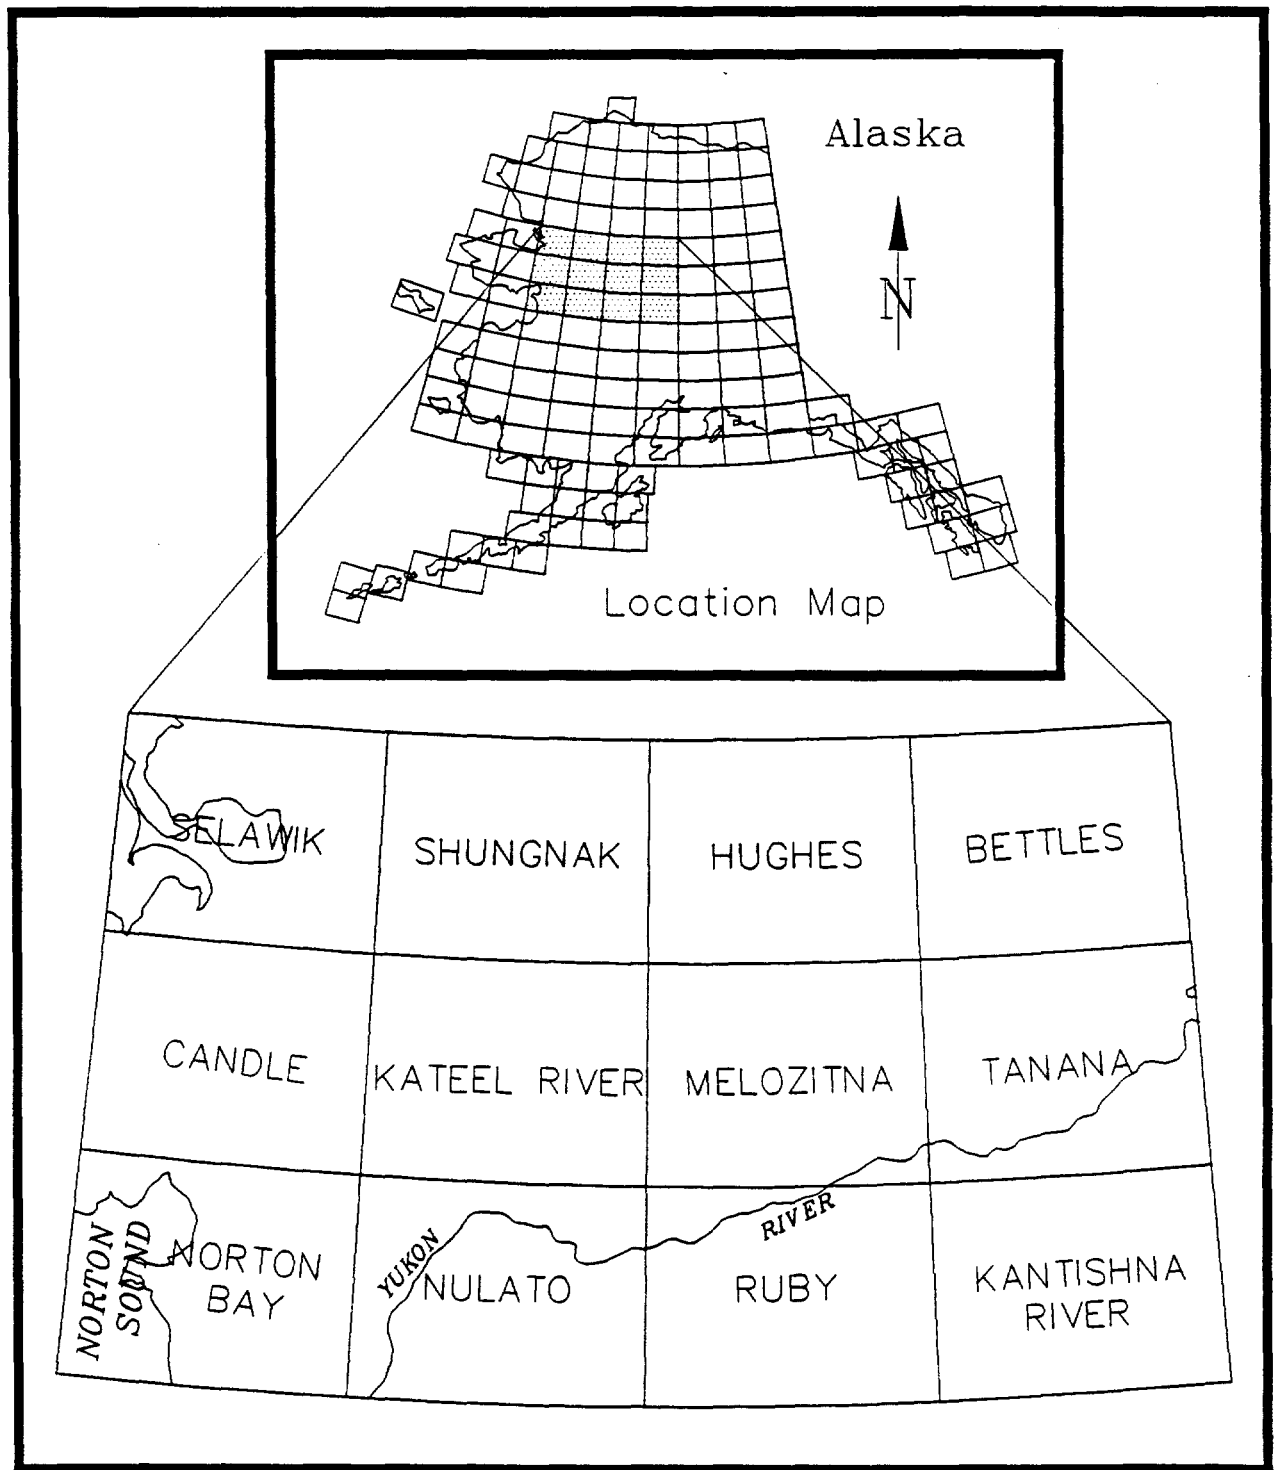 Alaska
N
Location Map
SELAWIK
SHUNGNAK
HUGHES
BETTLES
CANDLE
KATEEL RIVER
MELOZITNA
TANANA
NORTON
SOUND
NORTON
BAY
YUKON
NULATO
RIVER
RUBY
KANTISHNA
RIVER